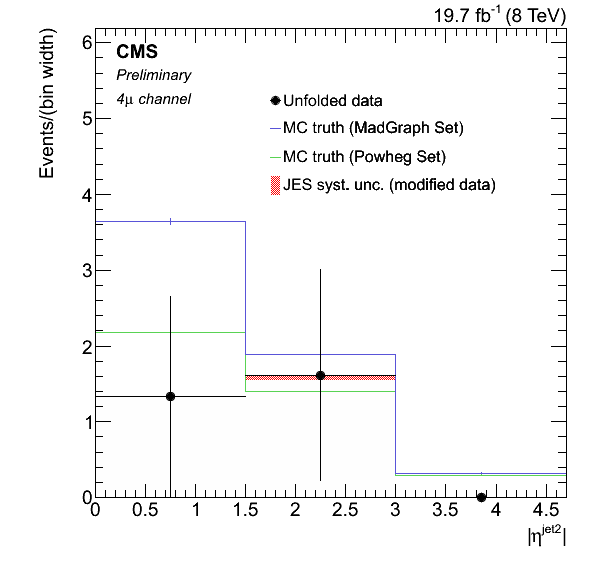 19.7 fb⁻¹ (8 TeV)
Events/(bin width)
CMS
Preliminary
4μ channel
Unfolded data
MC truth (MadGraph Set)
MC truth (Powheg Set)
JES syst. unc. (modified data)
6
5
4
3
2
1
0
0 0.5 1 1.5 2 2.5 3 3.5 4 4.5
|η^jet2|